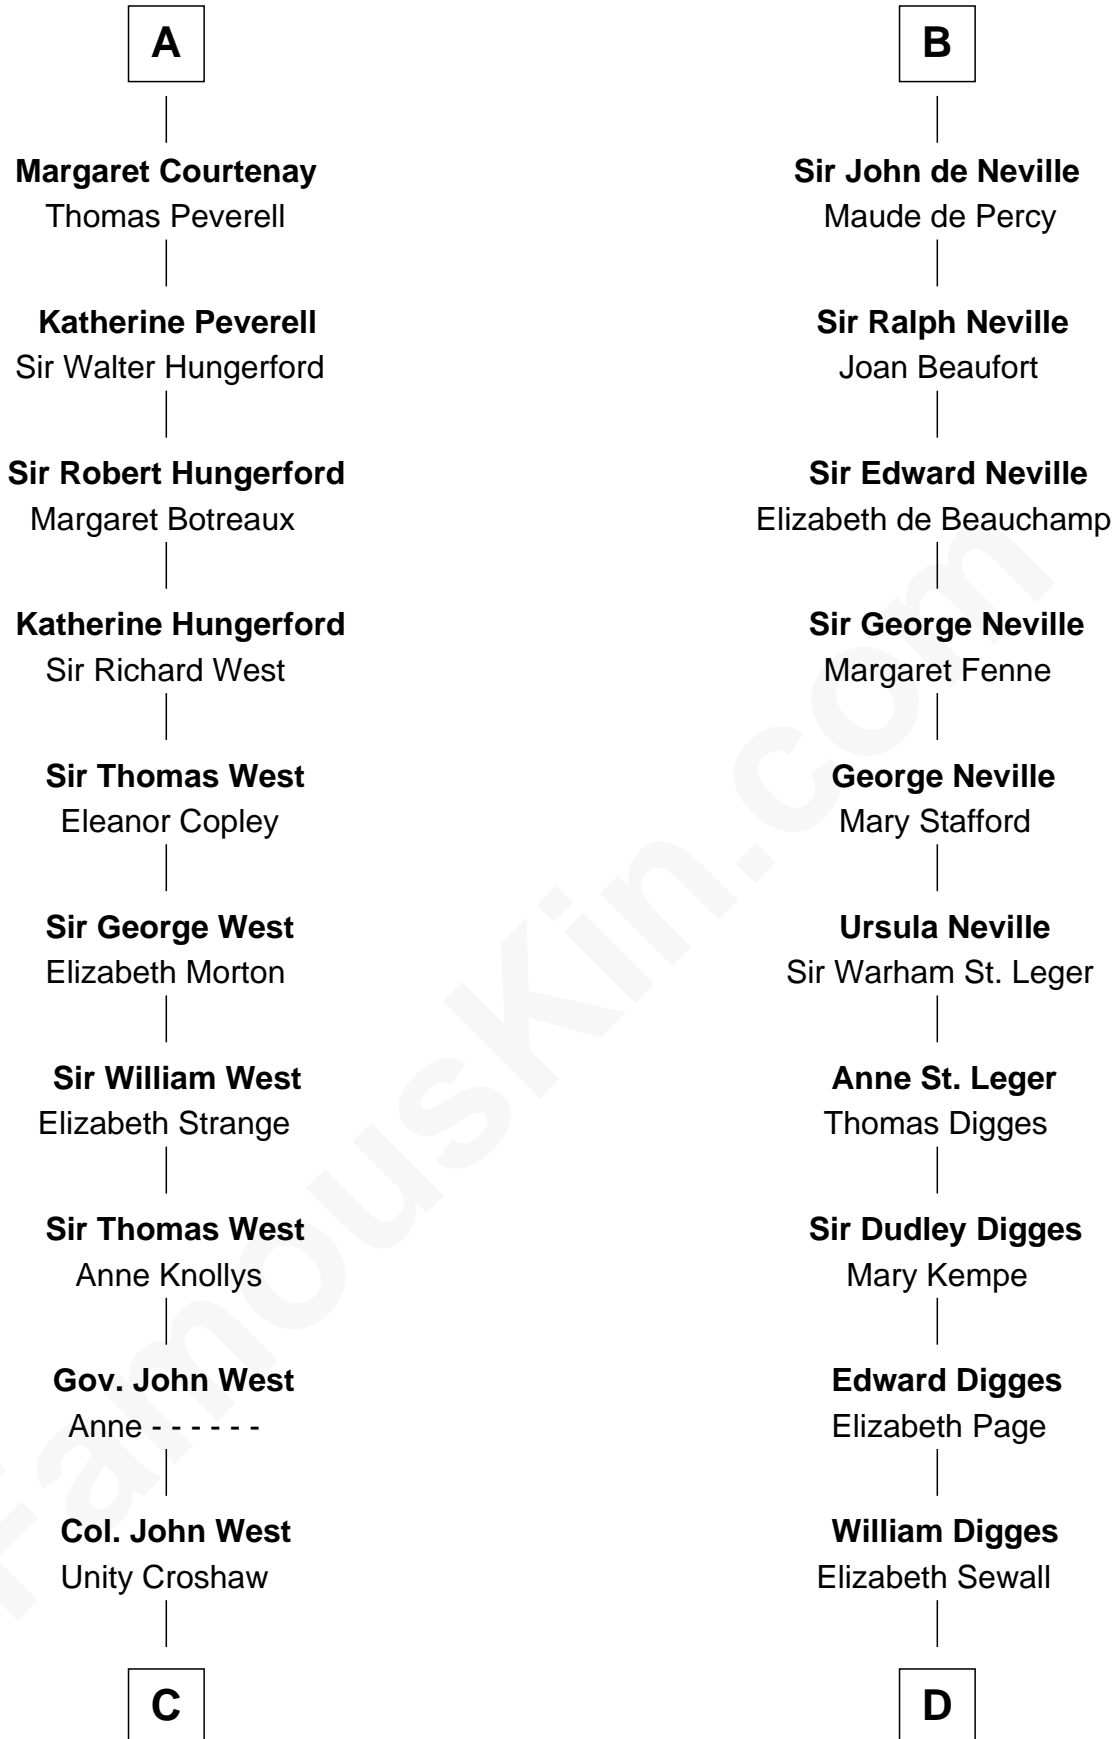 A
Margaret Courtenay
Thomas Peverell
Katherine Peverell
Sir Walter Hungerford
Sir Robert Hungerford
Margaret Botreaux
Katherine Hungerford
Sir Richard West
Sir Thomas West
Eleanor Copley
Sir George West
Elizabeth Morton
Sir William West
Elizabeth Strange
Sir Thomas West
Anne Knollys
Gov. John West
Anne - - - - - -
Col. John West
Unity Croshaw
C
B
Sir John de Neville
Maude de Percy
Sir Ralph Neville
Joan Beaufort
Sir Edward Neville
Elizabeth de Beauchamp
Sir George Neville
Margaret Fenne
George Neville
Mary Stafford
Ursula Neville
Sir Warham St. Leger
Anne St. Leger
Thomas Digges
Sir Dudley Digges
Mary Kempe
Edward Digges
Elizabeth Page
William Digges
Elizabeth Sewall
D
FamousKin.com